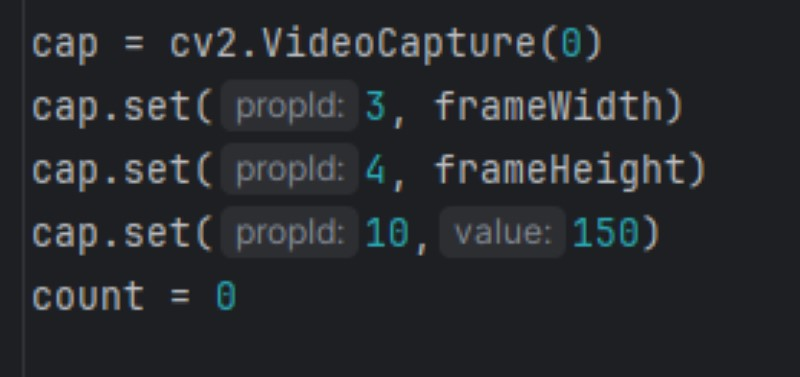 cap = cv2.VideoCapture(0)
cap.set( propId: 3, frameWidth)
cap.set( propId: 4, frameHeight)
cap.set( propId: 10, value: 150)
count = 0